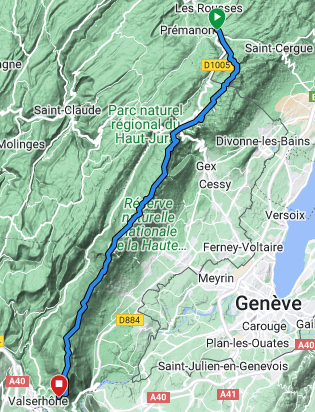 Les Rousses
Prémanon
Saint-Cergue
D1005
agne
Saint-Claude
Parc naturel
régional du
Haut-Jura
Molinges
Divonne-les-Bains
Gex
Cessy
Réserve
naturelle
nationale
de la Haute...
Versoix
Ferney-Voltaire
Meyrin
Genève
D884
Carouge
Plan-les-Ouates
A40
Gai
Saint-Julien-en-Genevois
A40
Valserhône
A40
A41